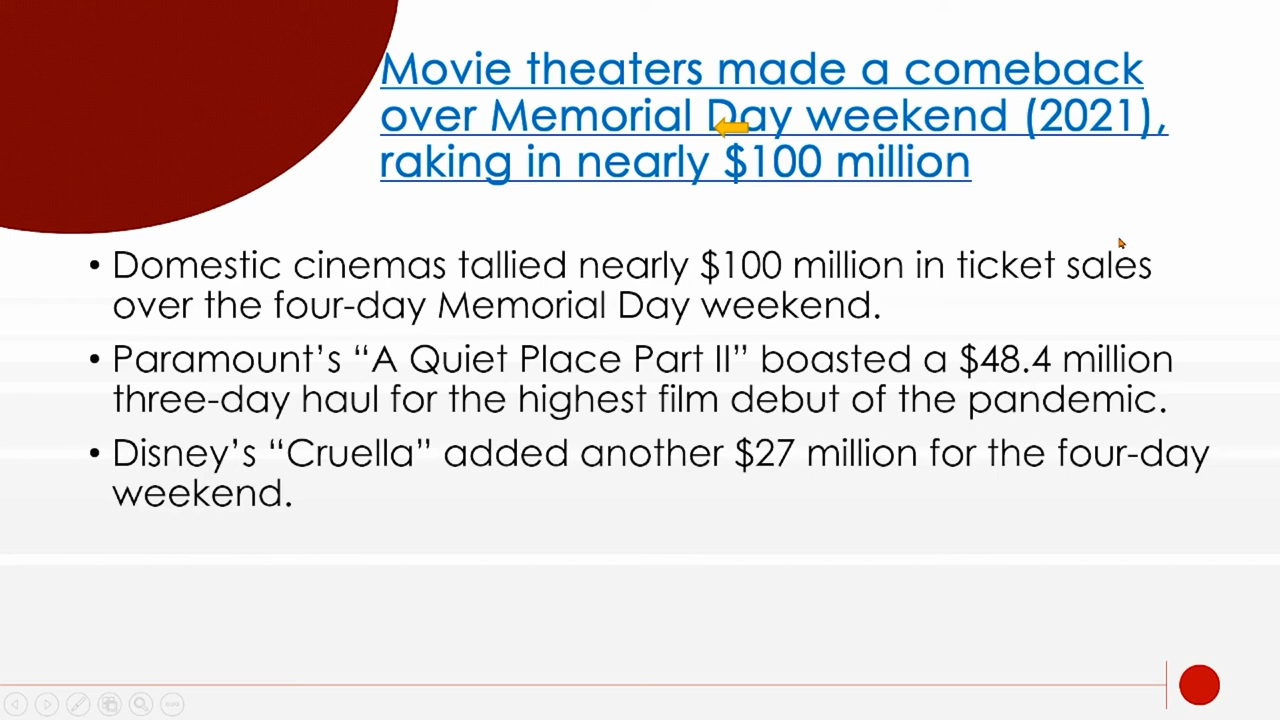 Movie theaters made a comeback
over Memorial Day weekend (2021),
raking in nearly $100 million
• Domestic cinemas tallied nearly $100 million in ticket sales
over the four-day Memorial Day weekend.
• Paramount’s “A Quiet Place Part II” boasted a $48.4 million
three-day haul for the highest film debut of the pandemic.
• Disney’s “Cruella” added another $27 million for the four-day
weekend.